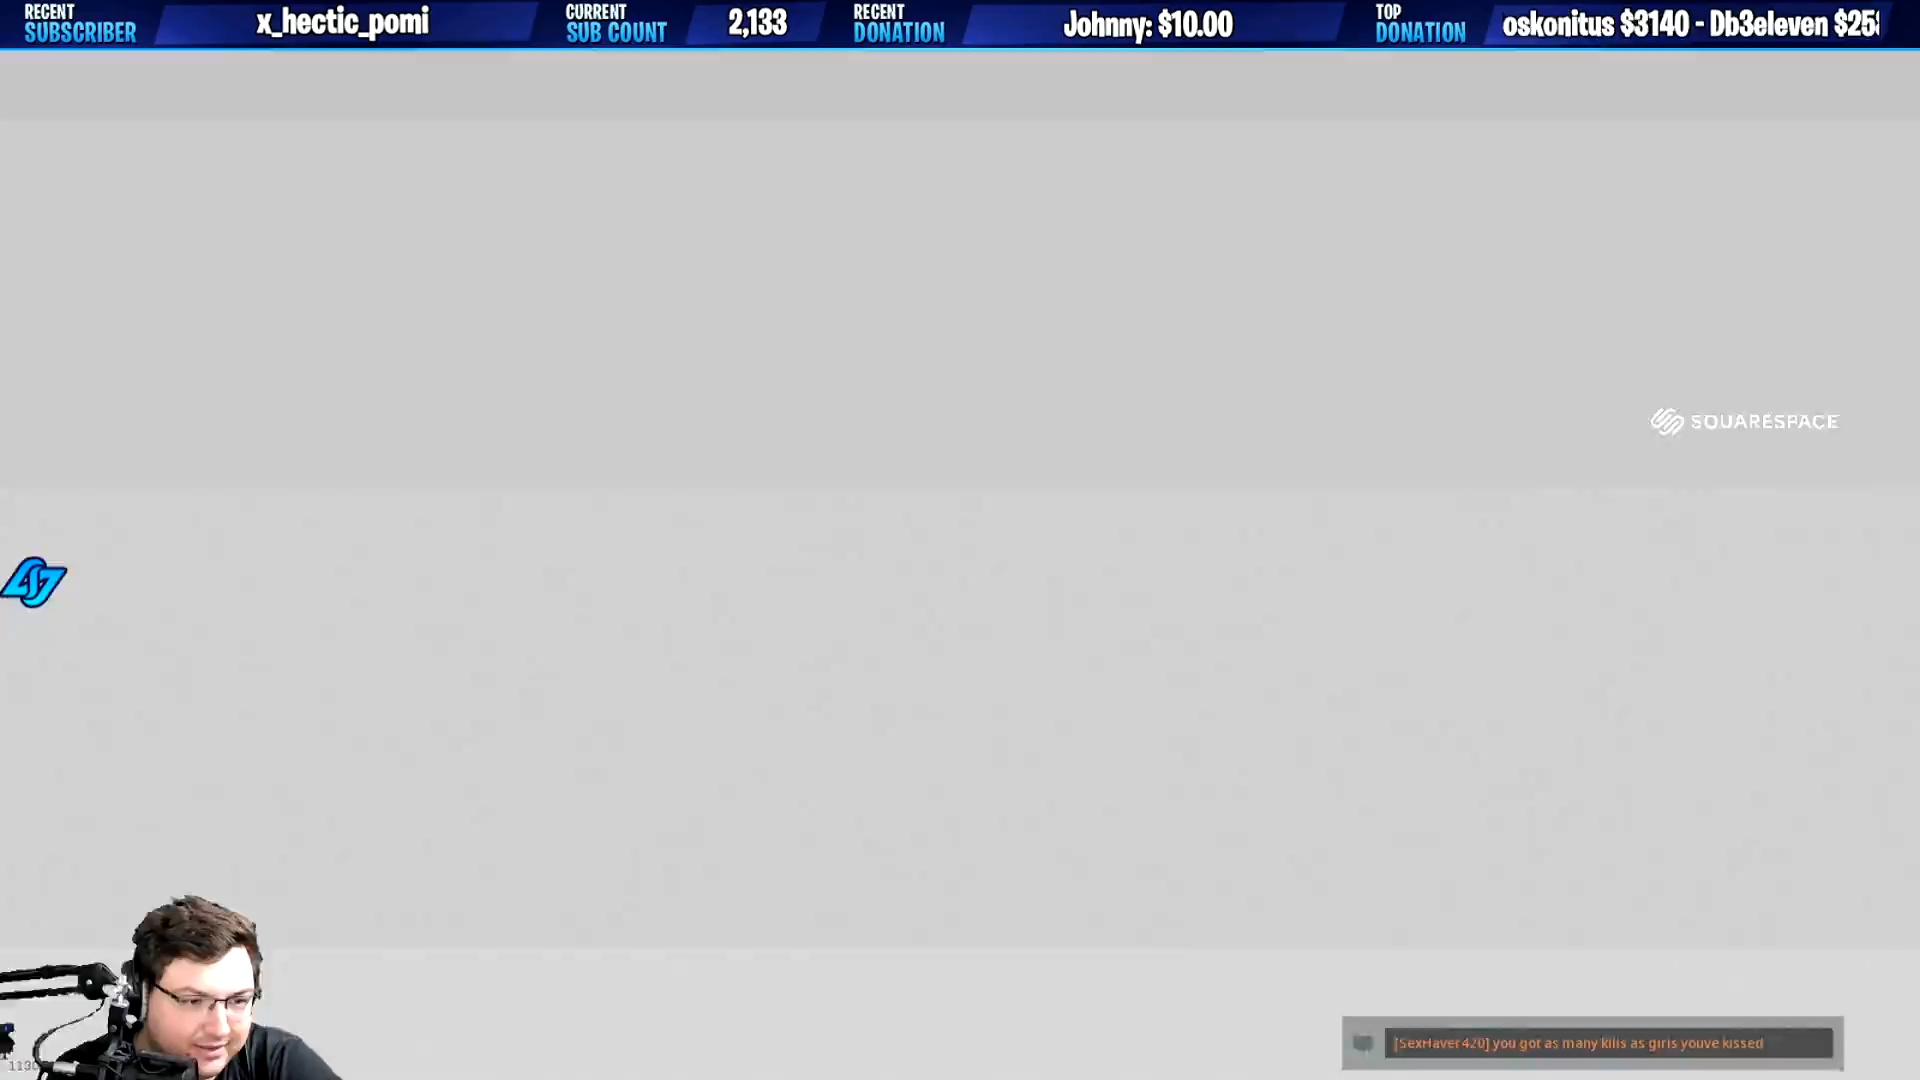 RECENT
SUBSCRIBER
x_hectic_pomi
CURRENT
SUB COUNT
2,133
RECENT
DONATION
Johnny: $10.00
TOP
DONATION
oskonitus $3140 - Db3eleven $25
SQUARESPACE
[SexHaver420] you got as many kills as girls youve kissed